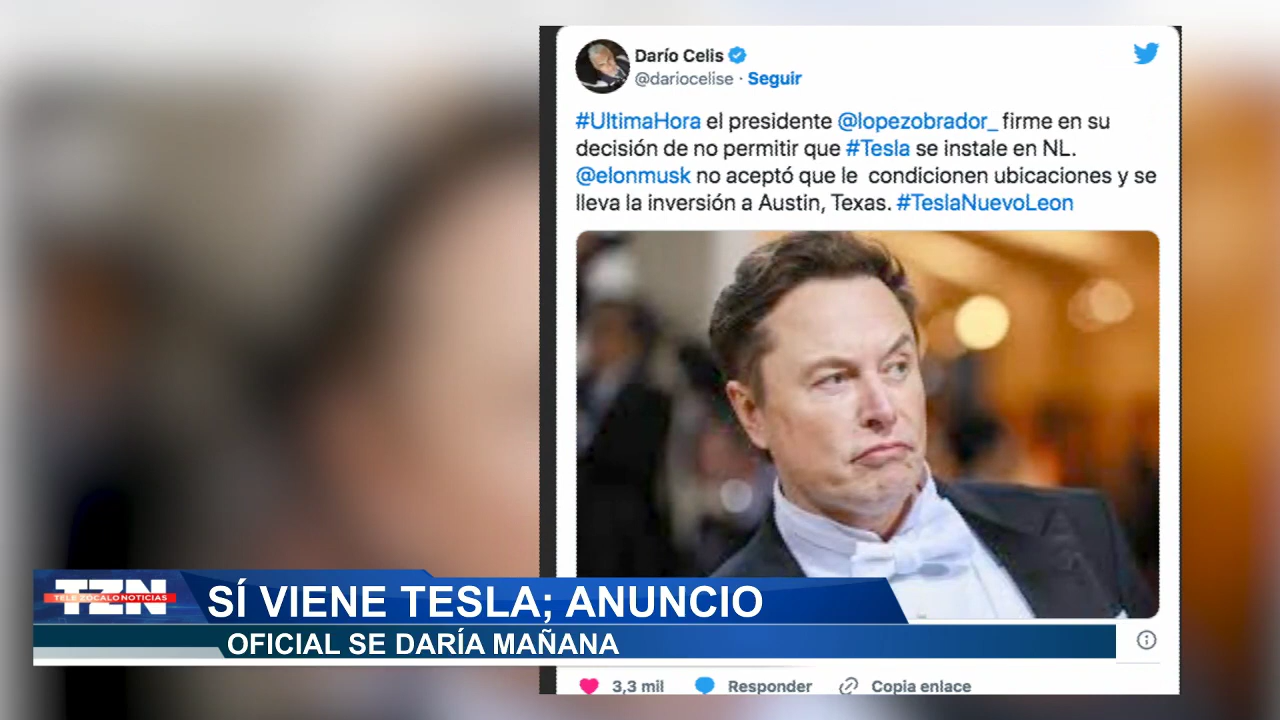 Darío Celis
@dariocelise · Seguir
#UltimaHora el presidente @lopezobrador_ firme en su
decisión de no permitir que #Tesla se instale en NL.
@elonmusk no aceptó que le  condicionen ubicaciones y se
lleva la inversión a Austin, Texas. #TeslaNuevoLeon
TZN
TELE ZOCALO NOTICIAS
SÍ VIENE TESLA; ANUNCIO
OFICIAL SE DARÍA MAÑANA
3,3 mil
Responder
Copia enlace